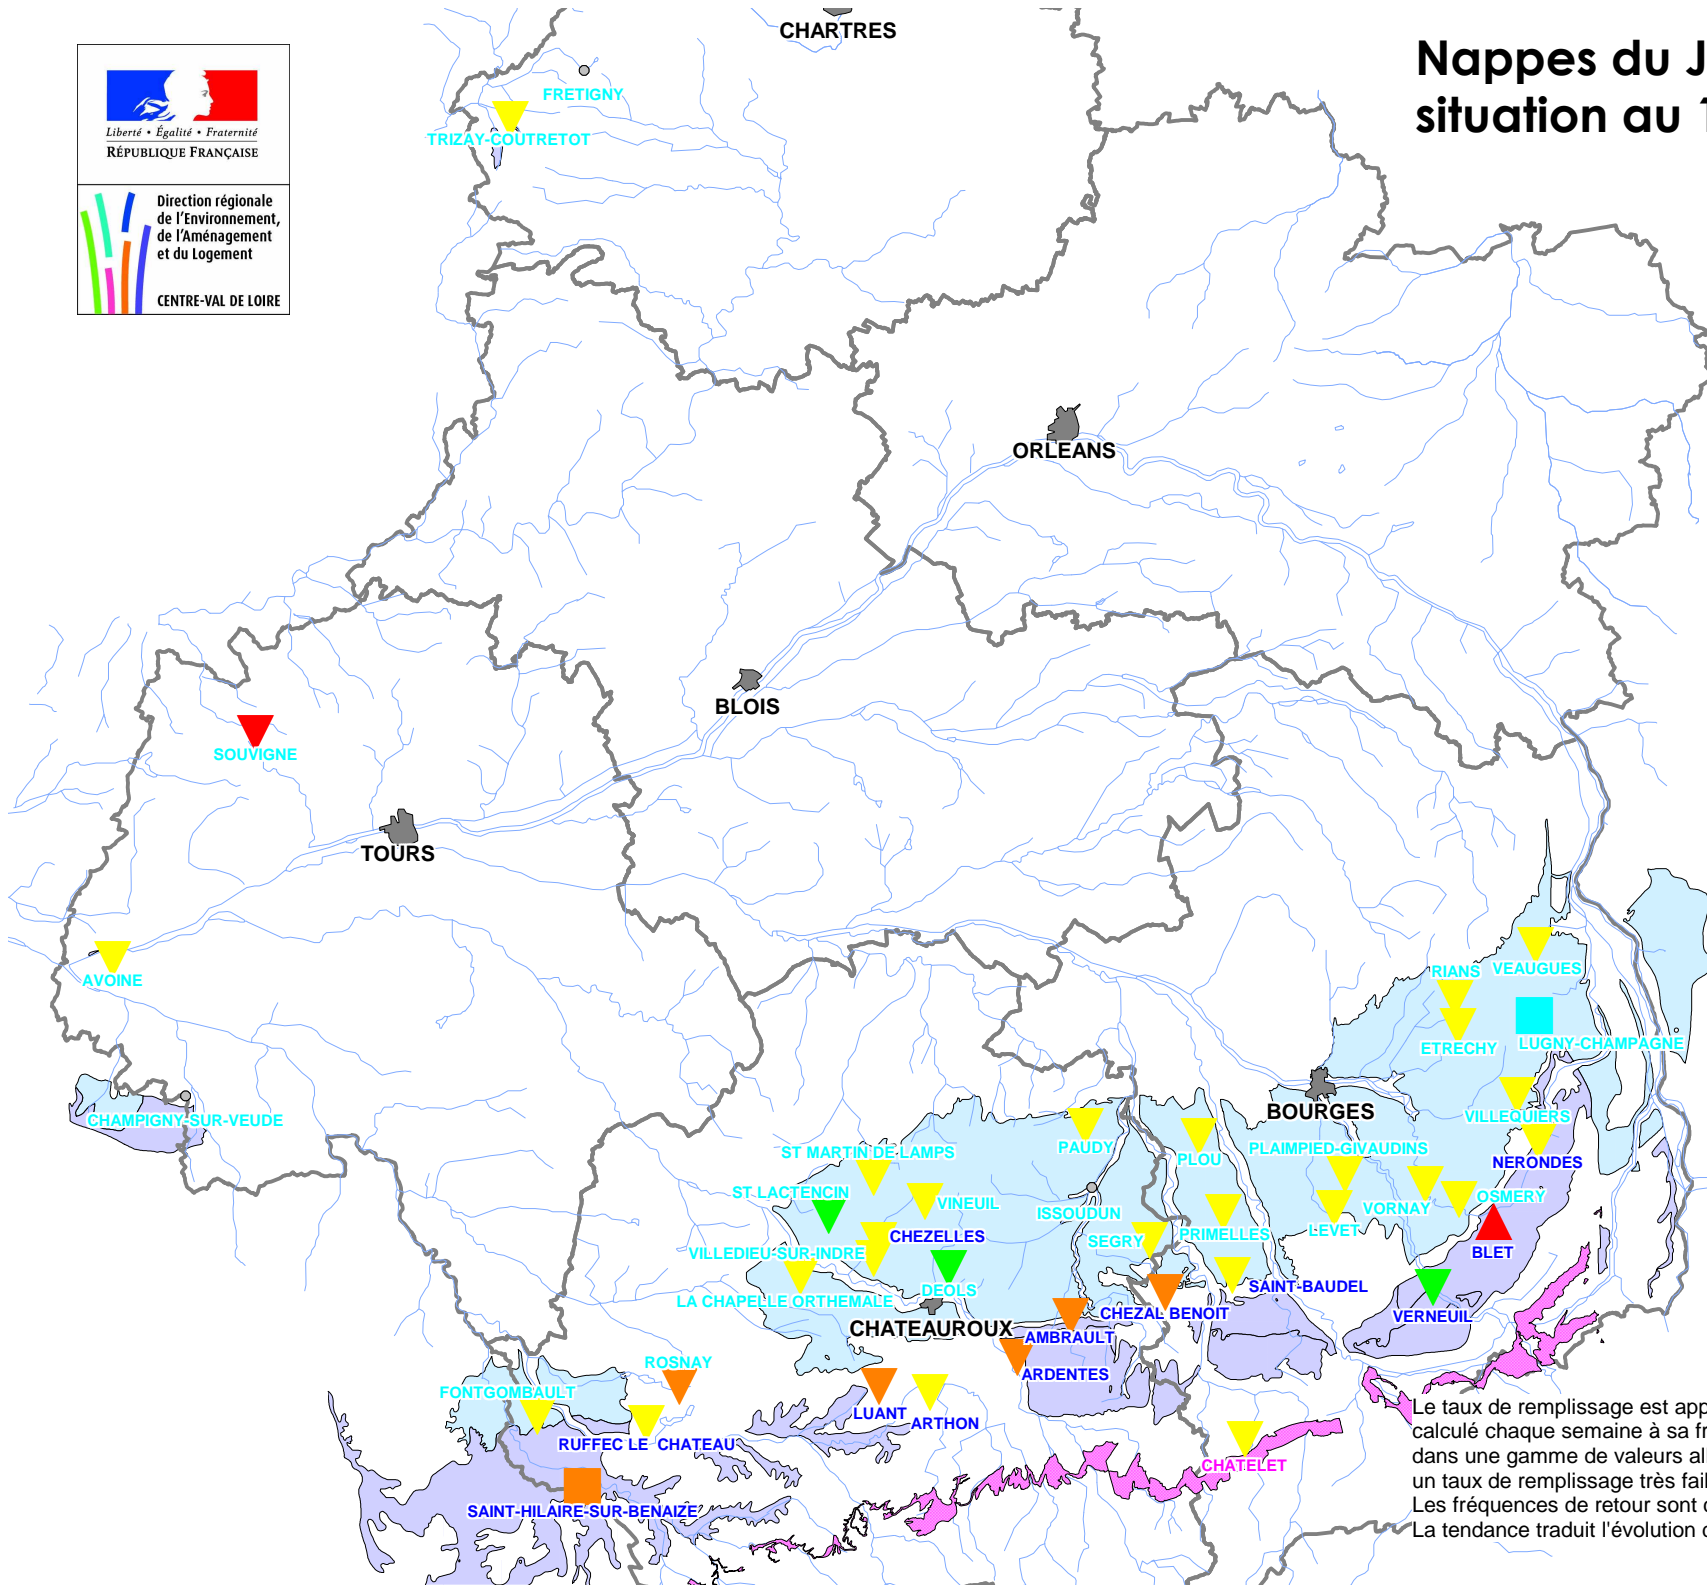 CHARTRES
Nappes du J
situation au 1
Liberté • Égalité • Fraternité
RÉPUBLIQUE FRANÇAISE
Direction régionale
de l'Environnement,
de l'Aménagement
et du Logement
CENTRE-VAL DE LOIRE
FRETIGNY
TRIZAY-COUTRETOT
ORLEANS
BLOIS
SOUVIGNE
TOURS
AVOINE
RIANS
VEAUGUES
ETRECHY
LUGNY-CHAMPAGNE
BOURGES
CHAMPIGNY-SUR-VEUDE
VILLEQUIERS
ST MARTIN DE LAMPS
PAUDY
PLOU
PLAIMPIED-GIVAUDINS
NERONDES
ST LACTENCIN
VINEUIL
ISSOUDUN
VORNAY
OSMERY
CHEZELLES
SEGRY
PRIMELLES
LEVET
VILLEDIEU-SUR-INDRE
BLET
DEOLS
SAINT-BAUDEL
LA CHAPELLE ORTHEMALE
CHEZAL BENOIT
VERNEUIL
CHATEAUROUX
AMBRAULT
ROSNAY
ARDENTES
FONTGOMBAULT
LUANT
ARTHON
RUFFEC LE CHATEAU
CHATELET
SAINT-HILAIRE-SUR-BENAIZE
Le taux de remplissage est app
calculé chaque semaine à sa fr
dans une gamme de valeurs all
un taux de remplissage très fail
Les fréquences de retour sont
La tendance traduit l'évolution